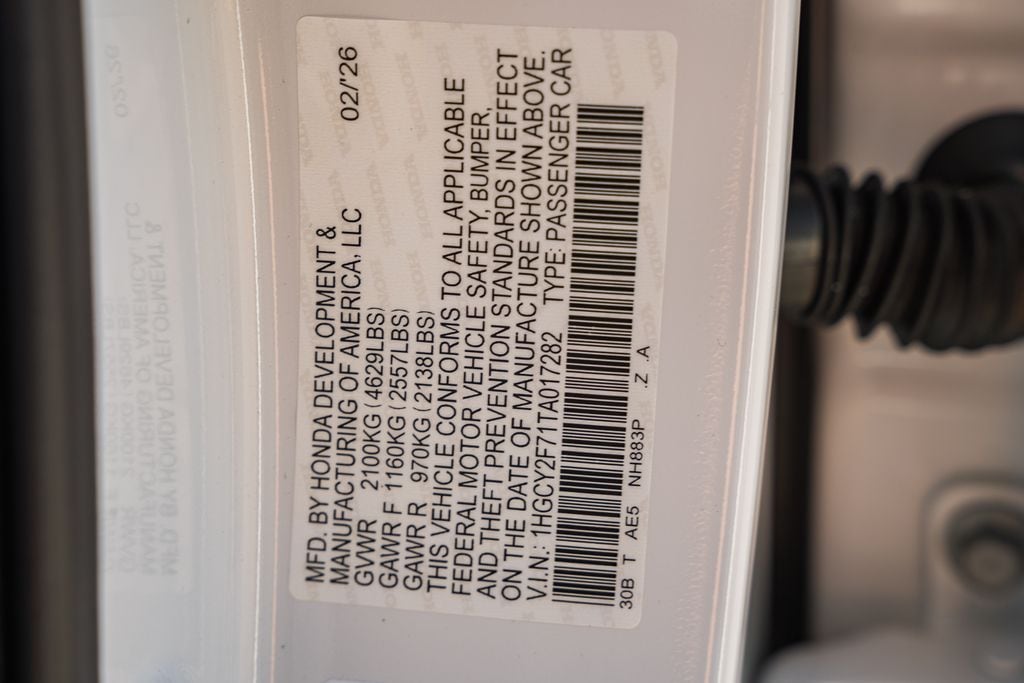 MFD. BY HONDA DEVELOPMENT & 02/'26
MANUFACTURING OF AMERICA, LLC
GVWR 2100KG (4629LBS)
GAWR F 1160KG (2557LBS)
GAWR R 970KG (2138LBS)
THIS VEHICLE CONFORMS TO ALL APPLICABLE
FEDERAL MOTOR VEHICLE SAFETY, BUMPER,
AND THEFT PREVENTION STANDARDS IN EFFECT
ON THE DATE OF MANUFACTURE SHOWN ABOVE.
V.I.N.: 1HGCY2F71TA017282 TYPE: PASSENGER CAR
30B T AE5 NH883P .Z .A